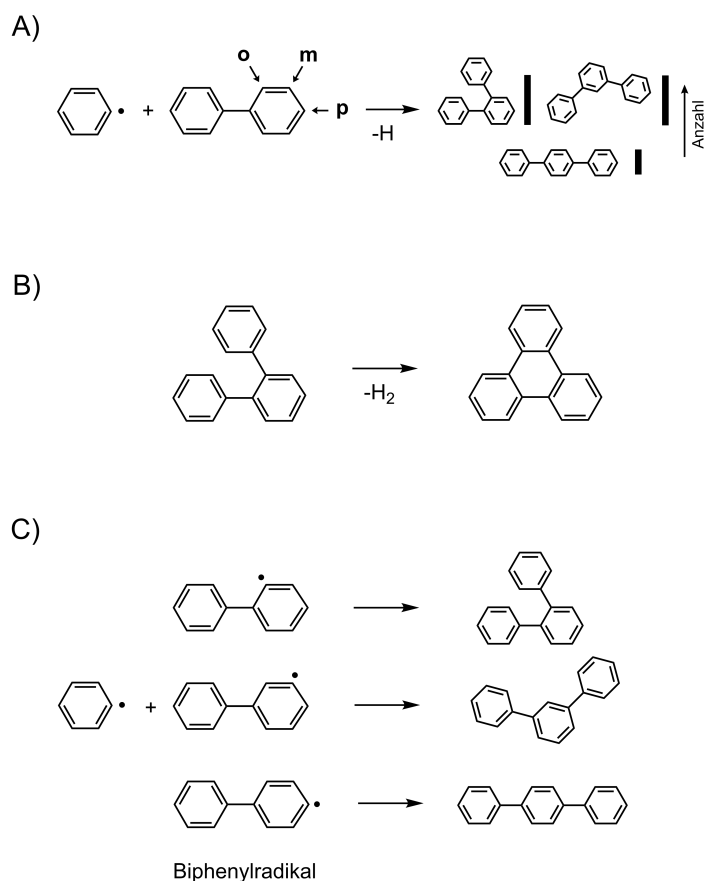 A)
o m
• + p -H
Anzahl
B)
-H2
C)
+
Biphenylradikal